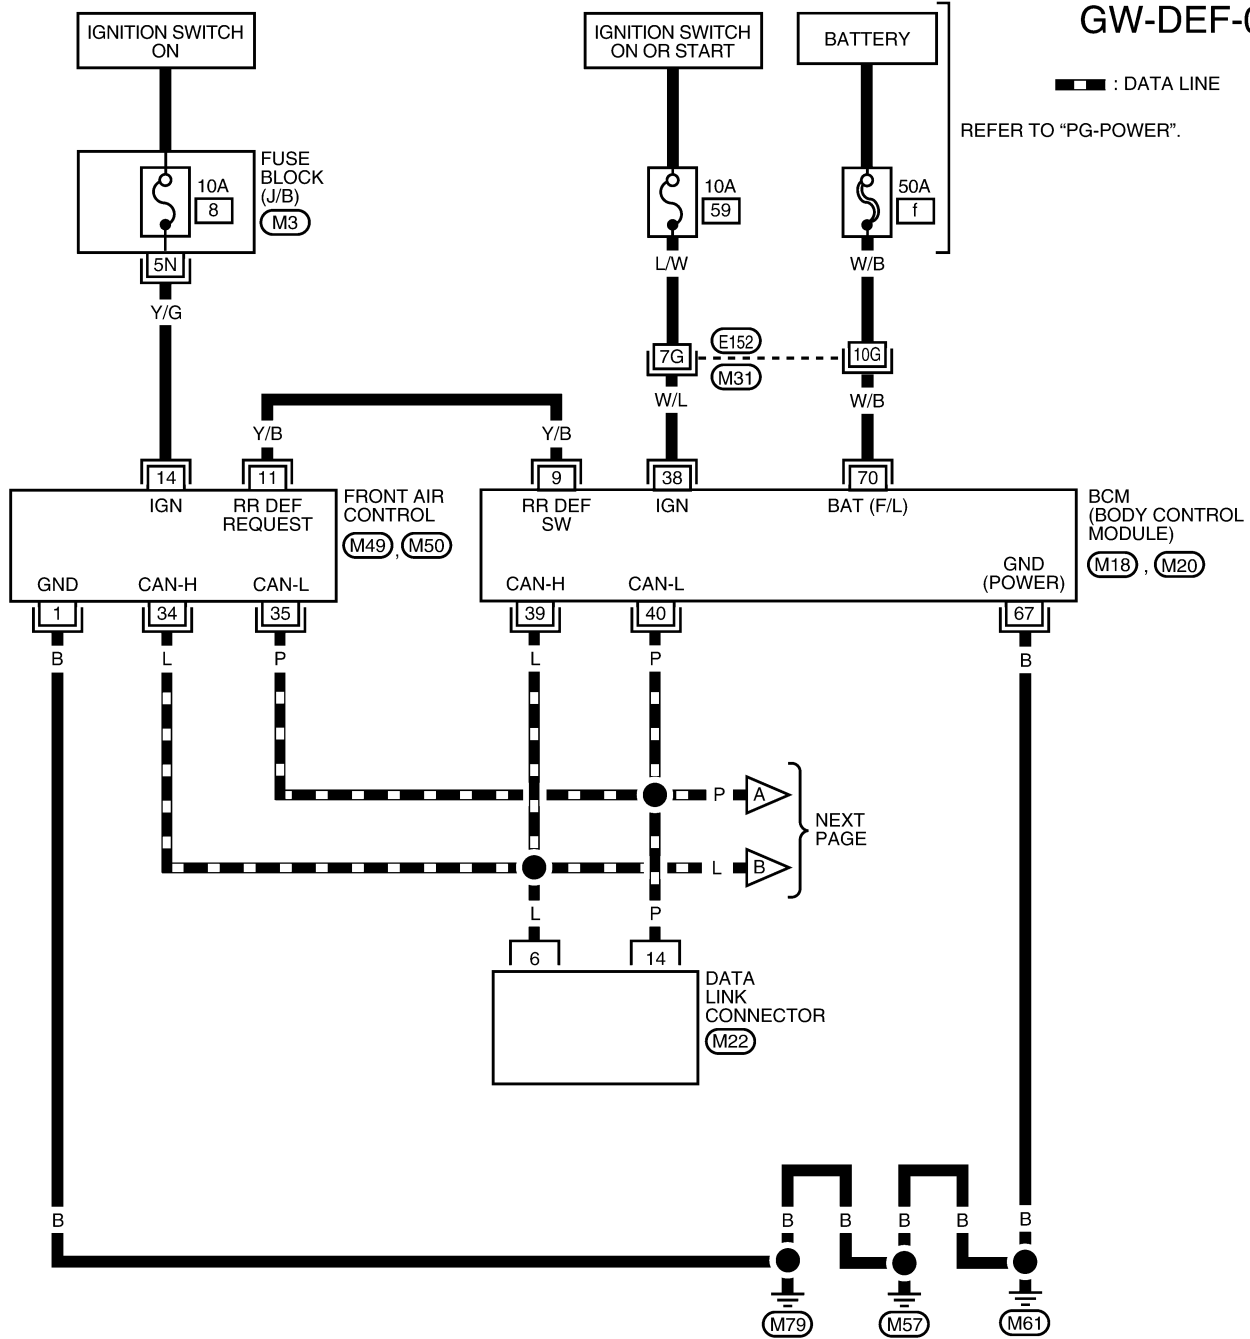 GW-DEF-
IGNITION SWITCH
ON
IGNITION SWITCH
ON OR START
BATTERY
: DATA LINE
REFER TO “PG-POWER”.
FUSE
BLOCK
(J/B)
M3
10A
8
10A
59
50A
f
5N
Y/G
L/W
W/B
7G
E152
M31
10G
W/L
W/B
Y/B
Y/B
14
11
9
38
70
IGN
RR DEF
REQUEST
FRONT AIR
CONTROL
M49 , M50
RR DEF
SW
IGN
BAT (F/L)
BCM
(BODY CONTROL
MODULE)
M18 , M20
GND
CAN-H
CAN-L
CAN-H
CAN-L
GND
(POWER)
1
34
35
39
40
67
B
L
P
L
P
B
P
A
L
B
NEXT
PAGE
L
P
6
14
DATA
LINK
CONNECTOR
M22
B
B
B
B
B
B
M79
M57
M61